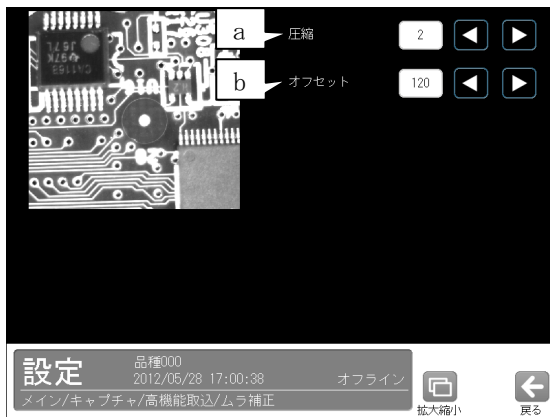 a 圧縮 2
b オフセット 120
設定
品種000
2012/05/28 17:00:38 オフライン
メイン/キャプチャ/高機能取込/ムラ補正
拡大縮小
戻る